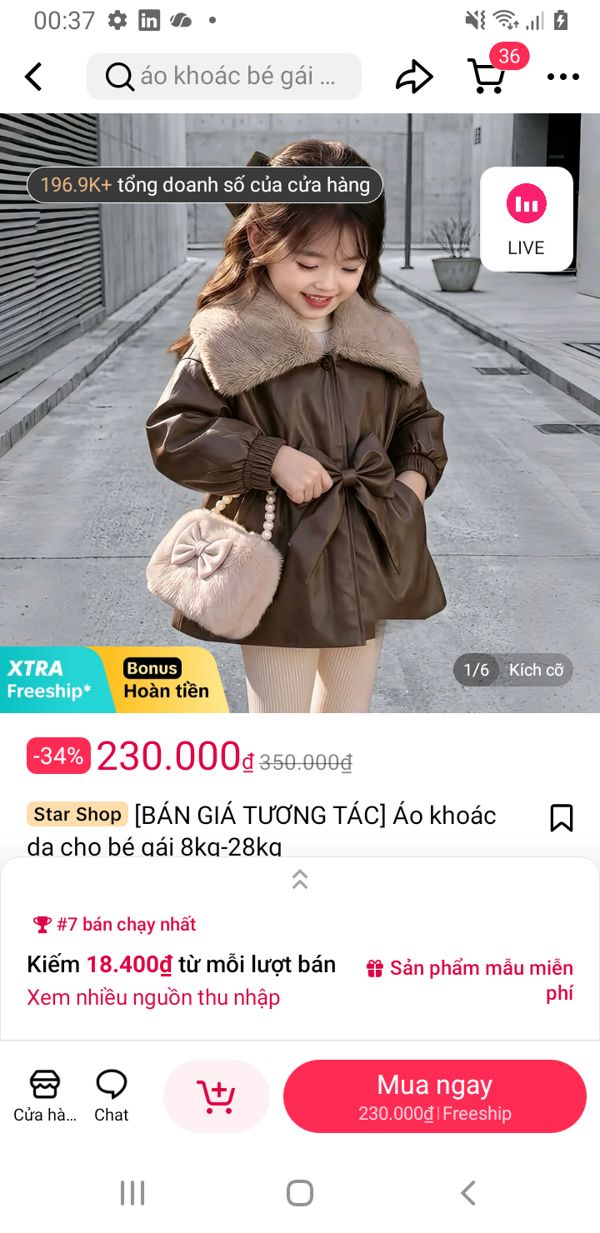 00:37
áo khoác bé gái ...
36
196.9K+ tổng doanh số của cửa hàng
LIVE
XTRA
Freeship*
Bonus
Hoàn tiền
1/6 Kích cỡ
-34% 230.000₫ 350.000₫
Star Shop [BÁN GIÁ TƯƠNG TÁC] Áo khoác
da cho bé gái 8kg-28kg
#7 bán chạy nhất
Kiếm 18.400₫ từ mỗi lượt bán
Xem nhiều nguồn thu nhập
Sản phẩm mẫu miễn
phí
Cửa hà...
Chat
Mua ngay
230.000₫|Freeship